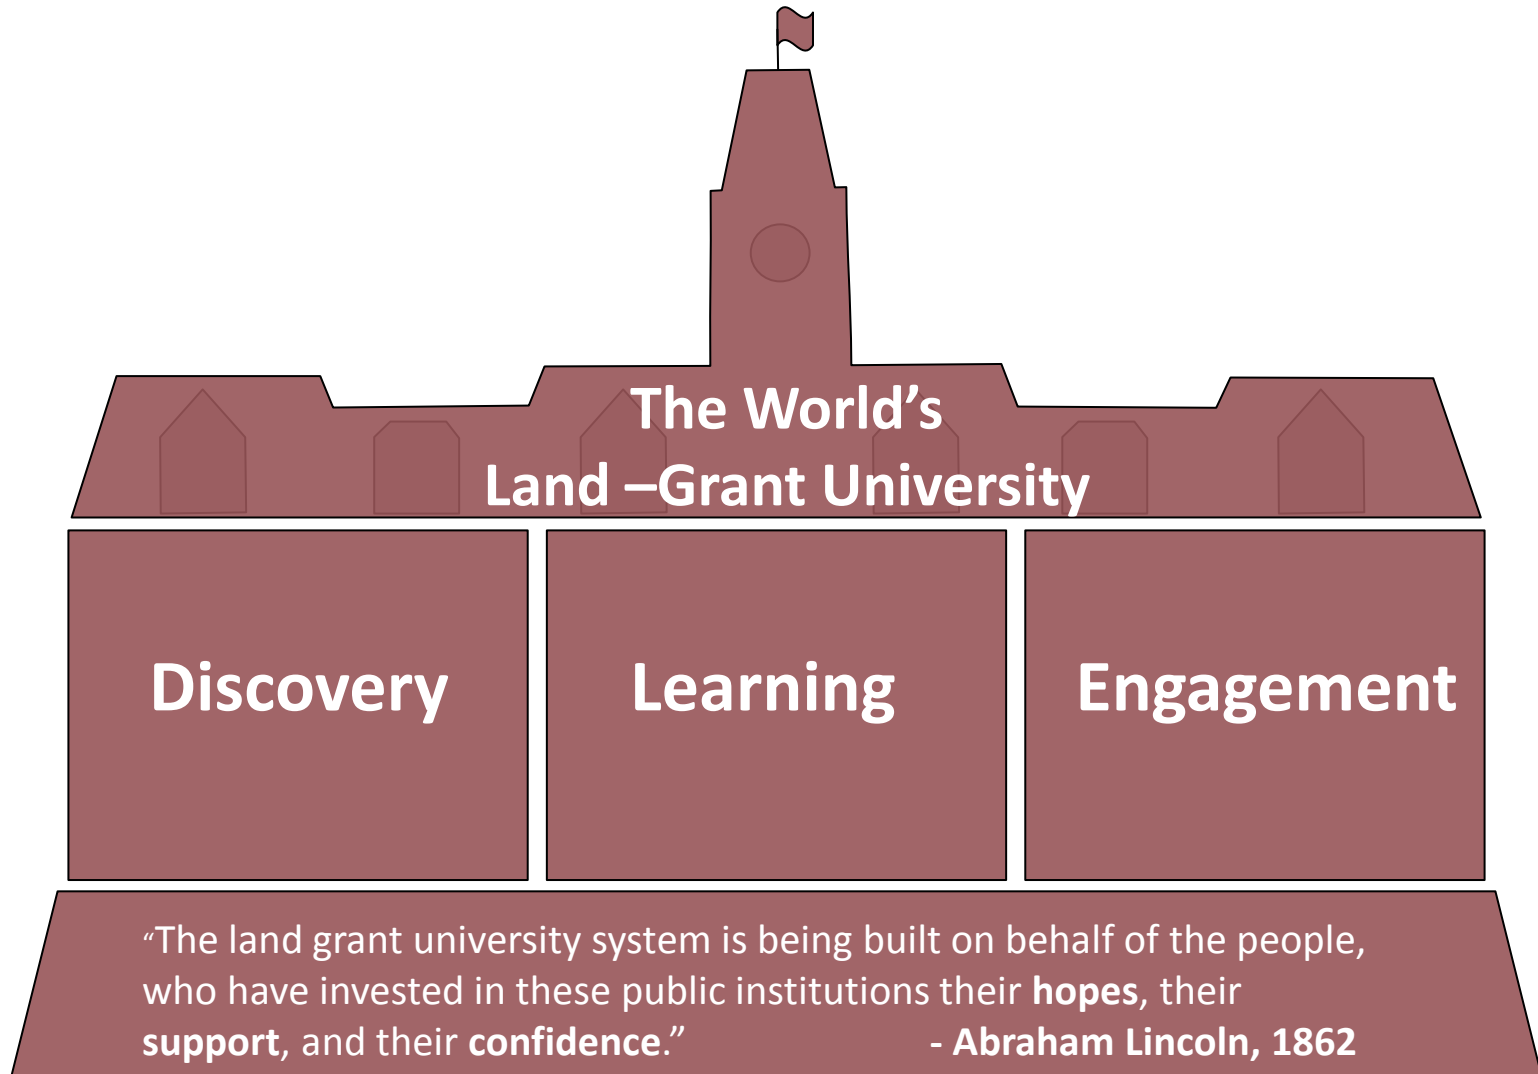 The World’s
Land –Grant University
Discovery
Learning
Engagement
“The land grant university system is being built on behalf of the people,
who have invested in these public institutions their hopes, their
support, and their confidence.” - Abraham Lincoln, 1862